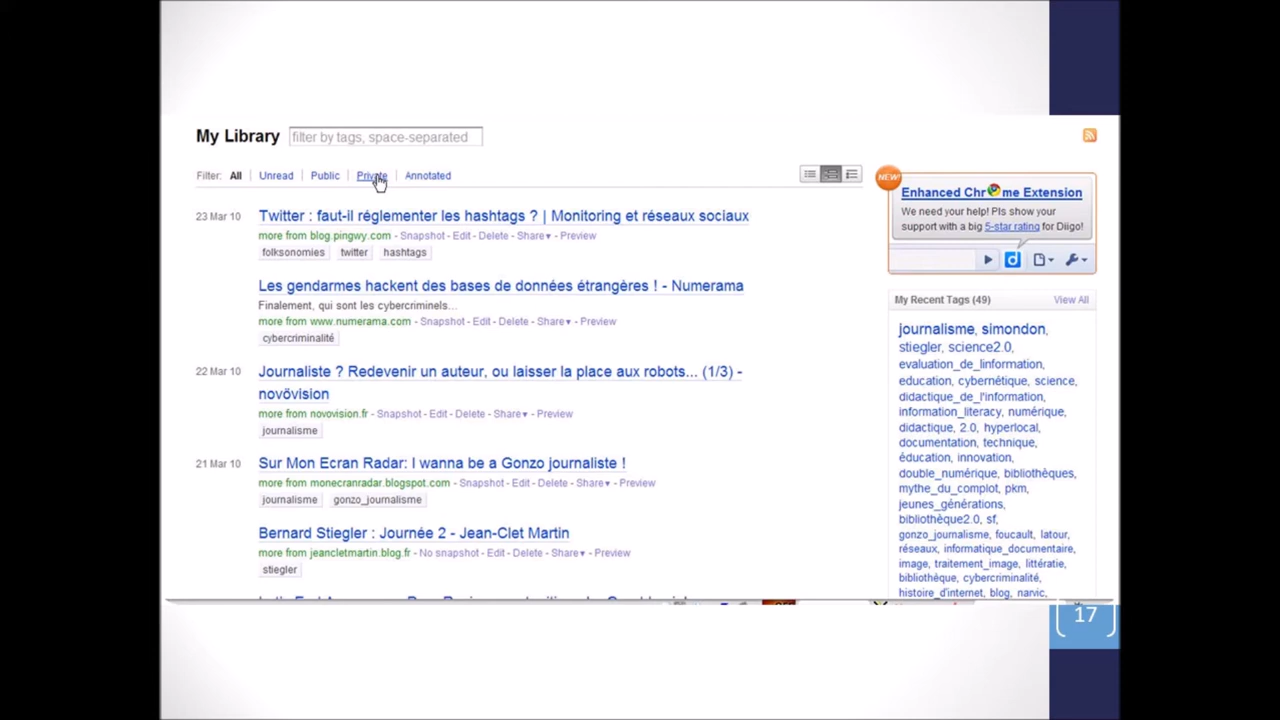 My Library filter by tags, space-separated
Filter: All Unread | Public | Private | Annotated
23 Mar 10 Twitter : faut-il réglementer les hashtags ? | Monitoring et réseaux sociaux
more from blog.pingwy.com - Snapshot - Edit - Delete - Share▾ - Preview
folksonomies twitter hashtags
Les gendarmes hackent des bases de données étrangères ! - Numerama
Finalement, qui sont les cybercriminels...
more from www.numerama.com - Snapshot - Edit - Delete - Share▾ - Preview
cybercriminalité
22 Mar 10 Journaliste ? Redevenir un auteur, ou laisser la place aux robots... (1/3) -
novövision
more from novovision.fr - Snapshot - Edit - Delete - Share▾ - Preview
journalisme
21 Mar 10 Sur Mon Ecran Radar: I wanna be a Gonzo journaliste !
more from monecranradar.blogspot.com - Snapshot - Edit - Delete - Share▾ - Preview
journalisme gonzo_journalisme
Bernard Stiegler : Journée 2 - Jean-Clet Martin
more from jeancletmartin.blog.fr - No snapshot - Edit - Delete - Share▾ - Preview
stiegler
NEW!
Enhanced Chrome Extension
We need your help! Pls show your
support with a big 5-star rating for Diigo!
My Recent Tags (49) View All
journalisme, simondon,
stiegler, science2.0,
evaluation_de_linformation,
education, cybernétique, science,
didactique_de_l'information,
information_literacy, numérique,
didactique, 2.0, hyperlocal,
documentation, technique,
éducation, innovation,
double_numérique, bibliothèques,
mythe_du_complot, pkm,
jeunes_générations,
bibliothèque2.0, sf,
gonzo_journalisme, foucault, latour,
réseaux, informatique_documentaire,
image, traitement_image, littératie,
bibliothèque, cybercriminalité,
histoire_d'internet, blog, narvic,
17